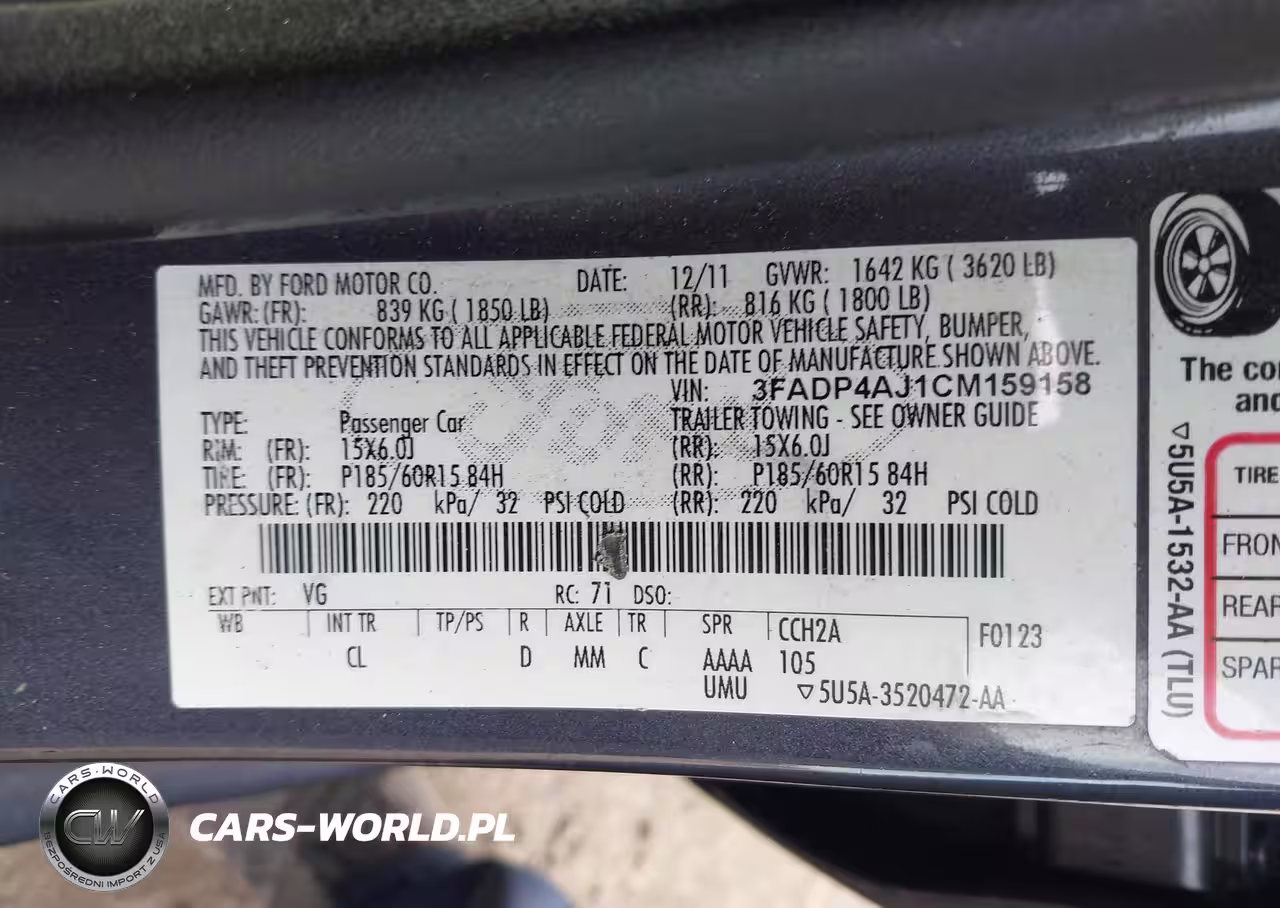 MFD. BY FORD MOTOR CO. DATE: 12/11 GVWR: 1642 KG ( 3620 LB)
GAWR: (FR): 839 KG ( 1850 LB) (RR): 816 KG ( 1800 LB)
THIS VEHICLE CONFORMS TO ALL APPLICABLE FEDERAL MOTOR VEHICLE SAFETY, BUMPER,
AND THEFT PREVENTION STANDARDS IN EFFECT ON THE DATE OF MANUFACTURE SHOWN ABOVE.
VIN: 3FADP4AJ1CM159158
TYPE: Passenger Car TRAILER TOWING - SEE OWNER GUIDE
RIM: (FR): 15X6.0J (RR): 15X6.0J
TIRE: (FR): P185/60R15 84H (RR): P185/60R15 84H
PRESSURE: (FR): 220 kPa/ 32 PSI COLD (RR): 220 kPa/ 32 PSI COLD
EXT PNT: VG RC: 71 DSO:
WB INT TR TP/PS R AXLE TR SPR CCH2A F0123
CL D MM C AAAA 105
UMU ▽5U5A-3520472-AA
The co
and
▽5U5A-1532-AA (TLU)
TIRE
FRON
REAR
SPAR
CARS-WORLD
CW
BEZPOŚREDNI IMPORT Z USA
CARS-WORLD.PL